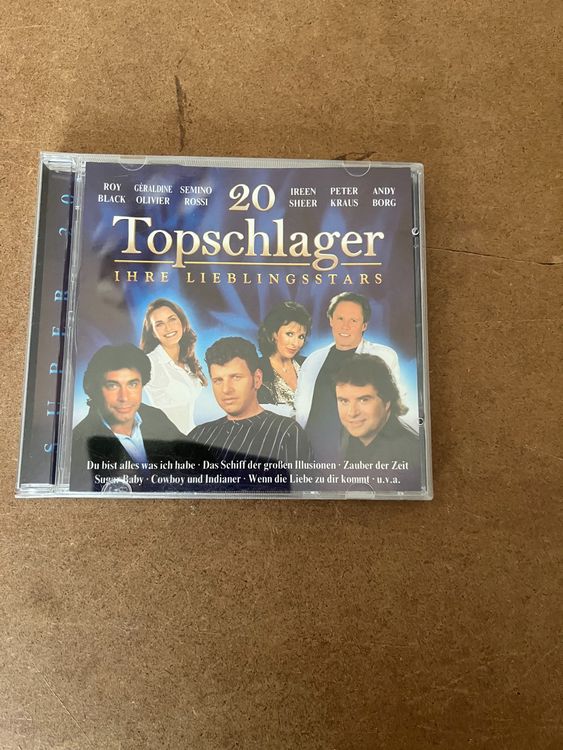 ROY BLACK
GÉRALDINE OLIVIER
SEMINO ROSSI
20
IREEN SHEER
PETER KRAUS
ANDY BORG
Topschlager
IHRE LIEBLINGSSTARS
Du bist alles was ich habe · Das Schiff der großen Illusionen · Zauber der Zeit
Sugar Baby · Cowboy und Indianer · Wenn die Liebe zu dir kommt · u.v.a.
SUPER 20